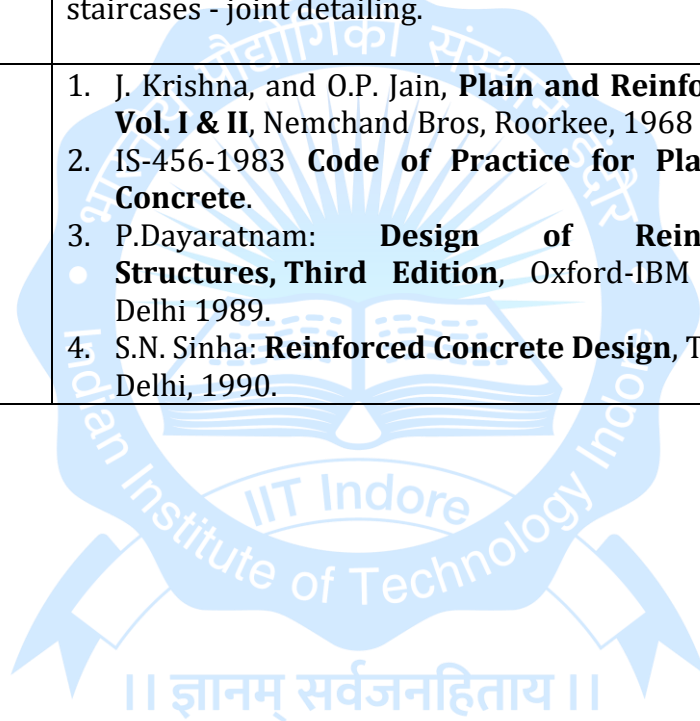 staircases - joint detailing.
1. J. Krishna, and O.P. Jain, Plain and Reinfo
Vol. I & II, Nemchand Bros, Roorkee, 1968
2. IS-456-1983 Code of Practice for Pla
Concrete.
3. P.Dayaratnam: Design of Rein
Structures, Third Edition, Oxford-IBM
Delhi 1989.
4. S.N. Sinha: Reinforced Concrete Design, T
Delhi, 1990.
भारतीय प्रौद्योगिकी संस्थान इंदौर
Indian Institute of Technology Indore
IIT Indore
।। ज्ञानम् सर्वजनहिताय ।।